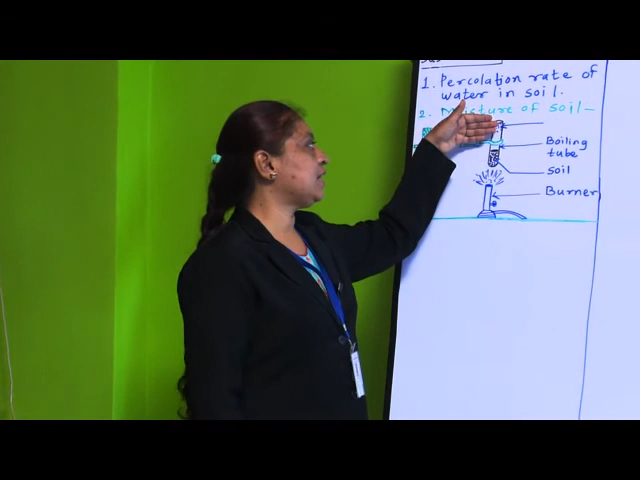 1. Percolation rate of
water in soil.
2. Moisture of soil—
Boiling
tube
soil
Burner